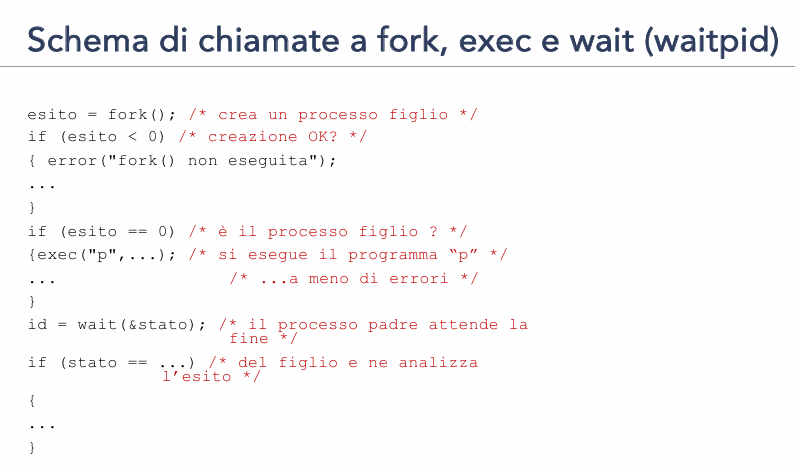 Schema di chiamate a fork, exec e wait (waitpid)
esito = fork(); /* crea un processo figlio */
if (esito < 0) /* creazione OK? */
{ error("fork() non eseguita");
...
}
if (esito == 0) /* è il processo figlio ? */
{exec("p",...); /* si esegue il programma “p” */
... /* ...a meno di errori */
}
id = wait(&stato); /* il processo padre attende la
fine */
if (stato == ...) /* del figlio e ne analizza
l’esito */
{
...
}